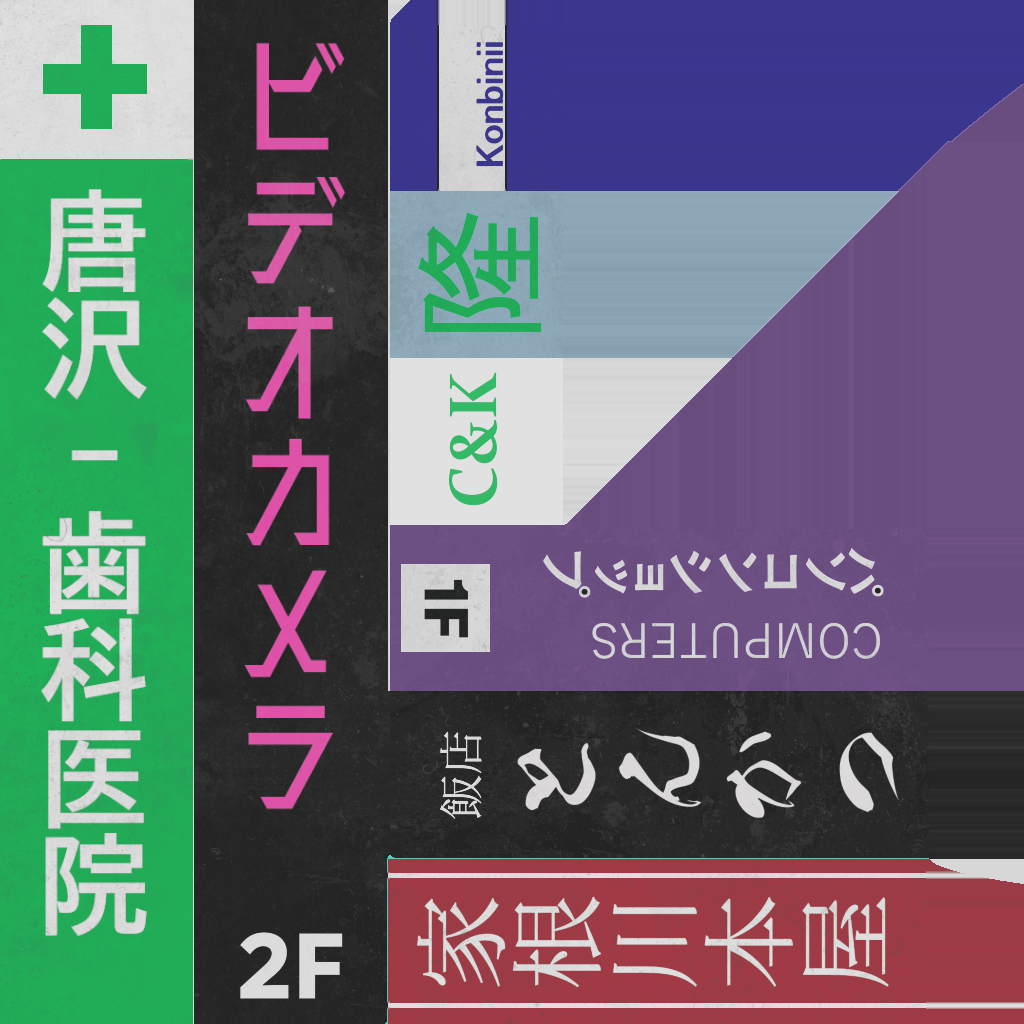 唐沢-歯科医院
ビデオカメラ
2F
Konbinii
隆
C&K
1F
パソコンショップ
COMPUTERS
飯店
とんかつ
家根川本屋